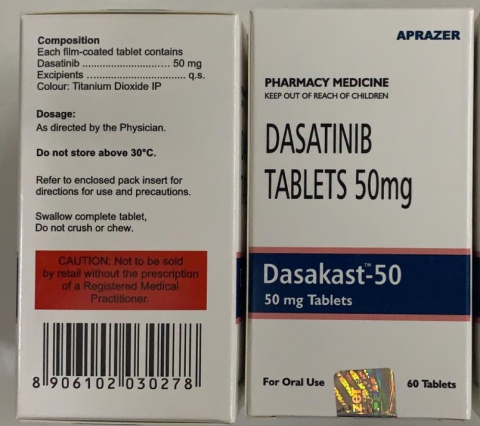 Composition
Each film-coated tablet contains
Dasatinib .............................. 50 mg
Excipients .................................. q.s.
Colour: Titanium Dioxide IP
Dosage:
As directed by the Physician.
Do not store above 30°C.
Refer to enclosed pack insert for
directions for use and precautions.
Swallow complete tablet,
Do not crush or chew.
CAUTION: Not to be sold
by retail without the prescription
of a Registered Medical
Practitioner.
8 906102 030278
APRAZER
PHARMACY MEDICINE
KEEP OUT OF REACH OF CHILDREN
DASATINIB
TABLETS 50mg
Dasakast™-50
50 mg Tablets
For Oral Use
60 Tablets